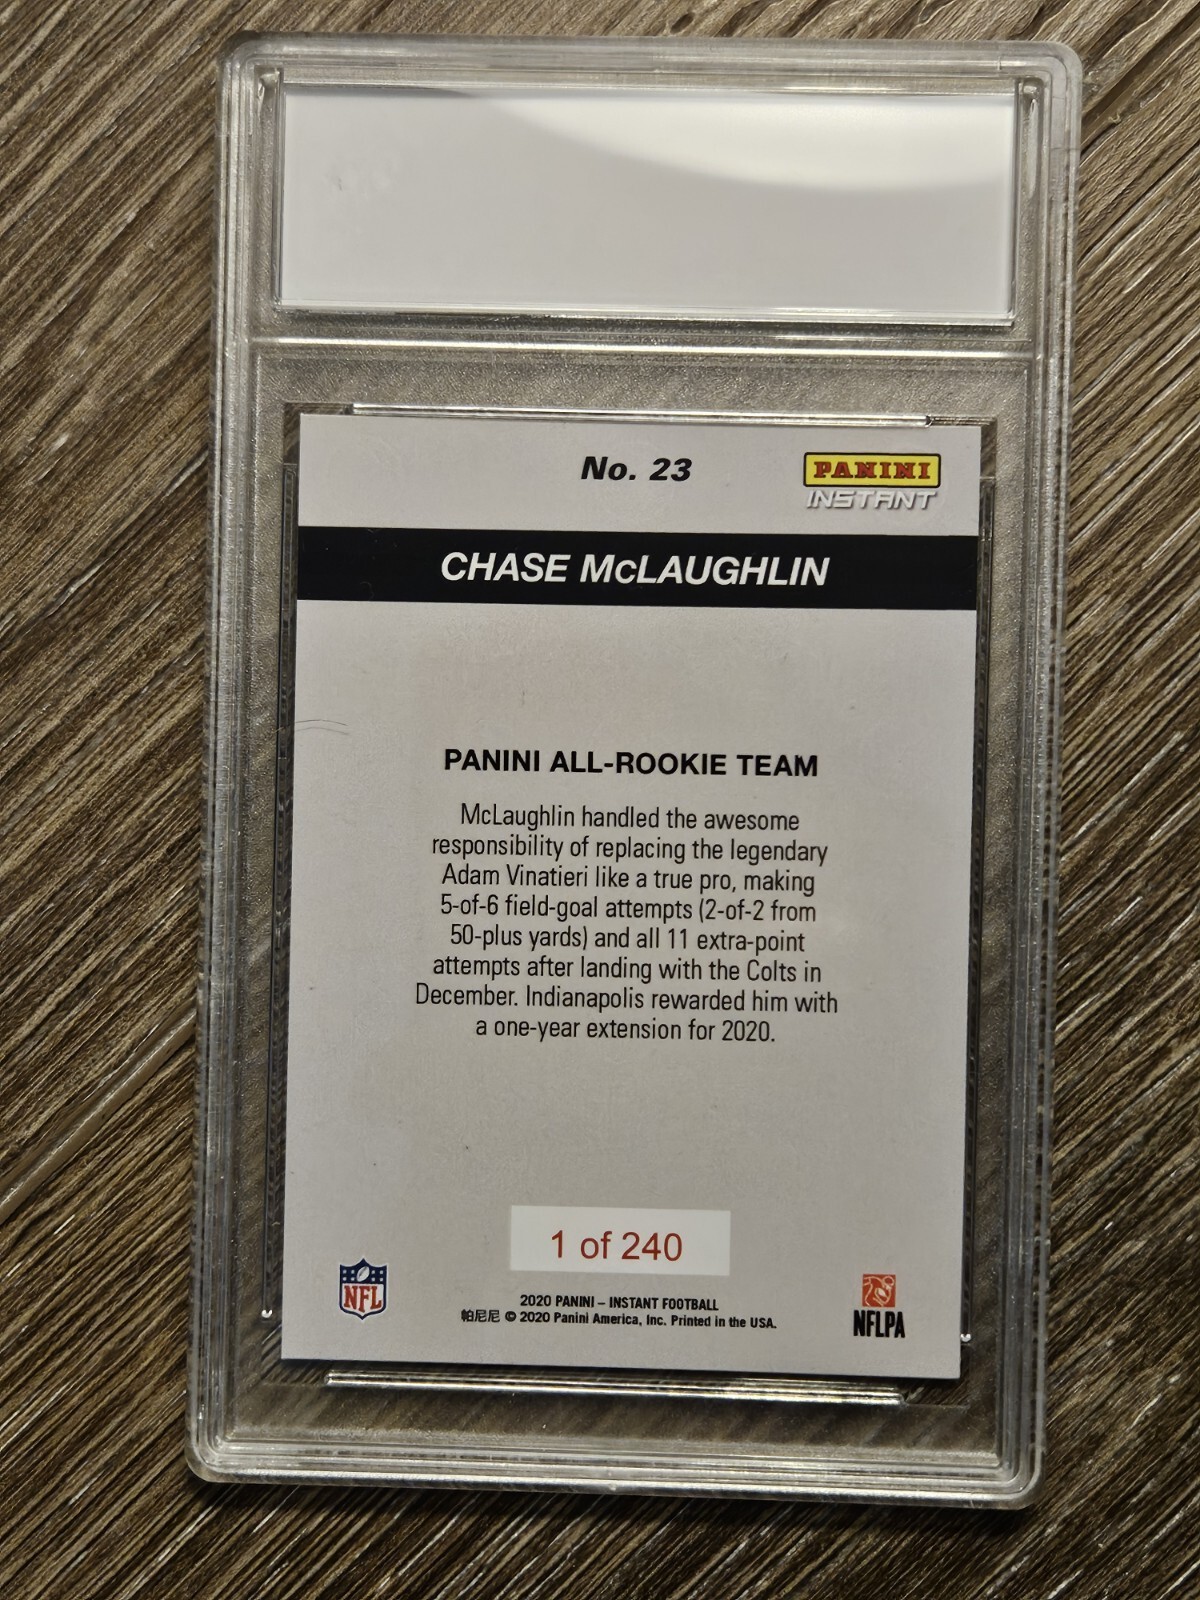 No. 23
PANINI
INSTANT
CHASE McLAUGHLIN
PANINI ALL-ROOKIE TEAM
McLaughlin handled the awesome
responsibility of replacing the legendary
Adam Vinatieri like a true pro, making
5-of-6 field-goal attempts (2-of-2 from
50-plus yards) and all 11 extra-point
attempts after landing with the Colts in
December. Indianapolis rewarded him with
a one-year extension for 2020.
1 of 240
NFL
2020 PANINI – INSTANT FOOTBALL
帕尼尼 © 2020 Panini America, Inc. Printed in the USA.
NFLPA